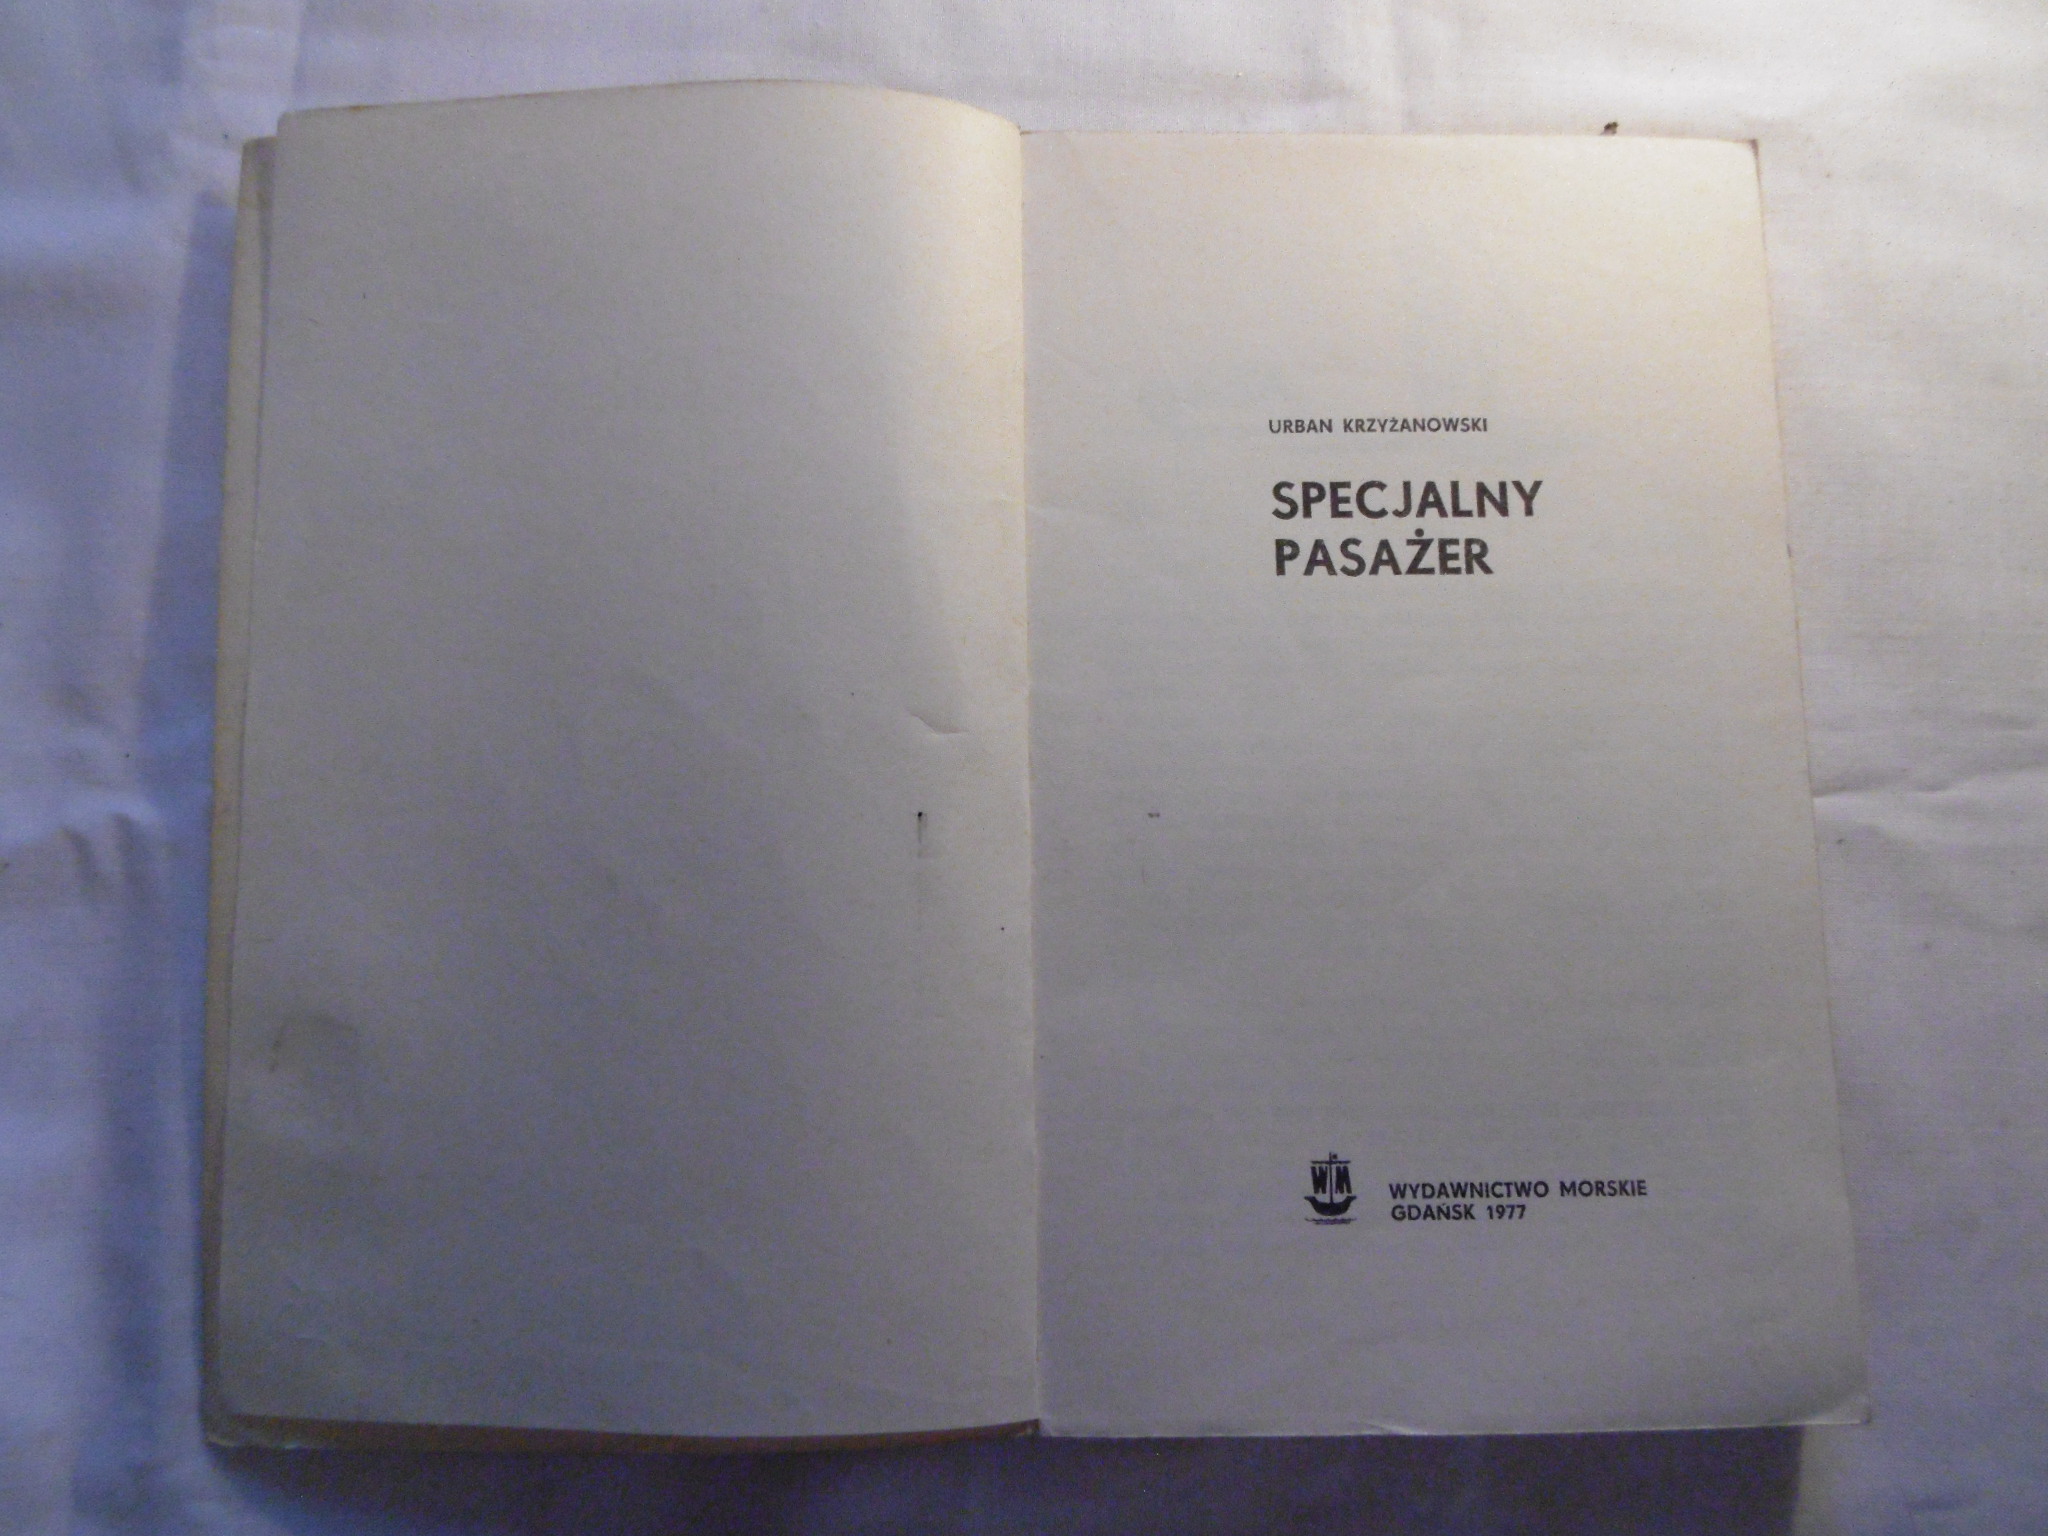 URBAN KRZYŻANOWSKI
SPECJALNY
PASAŻER
WM
WYDAWNICTWO MORSKIE
GDAŃSK 1977